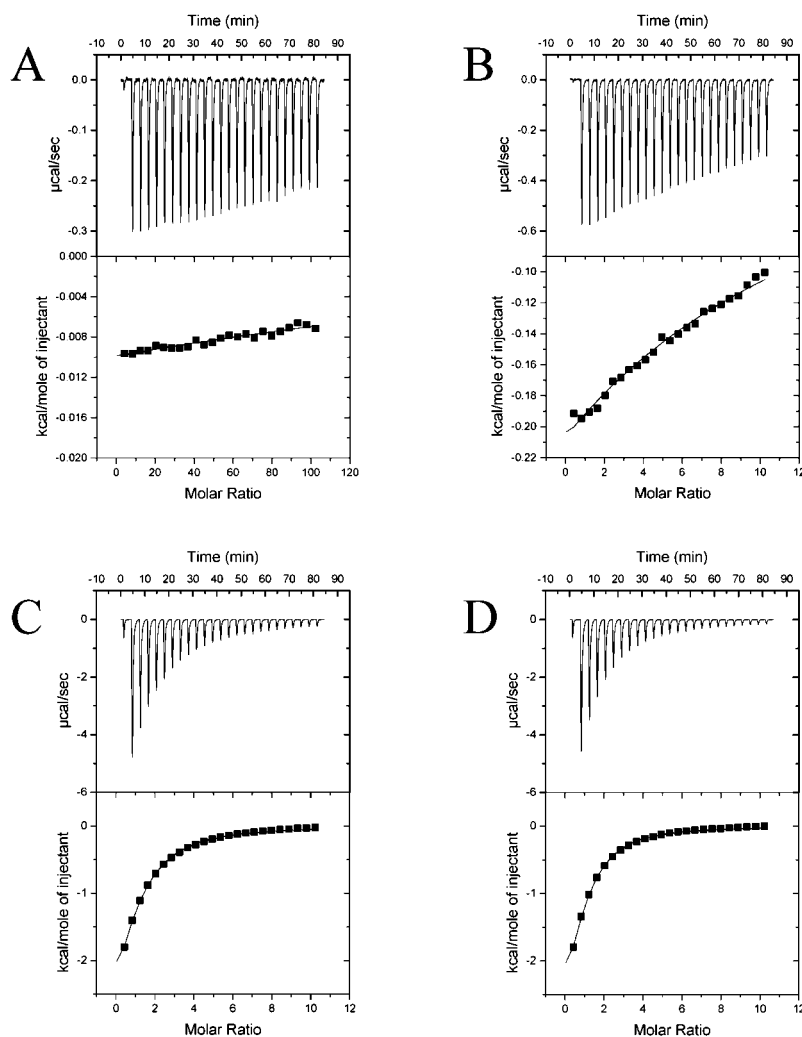 Time (min)
-10 0 10 20 30 40 50 60 70 80 90
A
0.0
-0.1
-0.2
-0.3
µcal/sec
0.000
-0.004
-0.008
-0.012
-0.016
-0.020
kcal/mole of injectant
0 20 40 60 80 100 120
Molar Ratio
Time (min)
-10 0 10 20 30 40 50 60 70 80 90
B
0.0
-0.2
-0.4
-0.6
µcal/sec
-0.10
-0.12
-0.14
-0.16
-0.18
-0.20
-0.22
kcal/mole of injectant
0 2 4 6 8 10 12
Molar Ratio
Time (min)
-10 0 10 20 30 40 50 60 70 80 90
C
0
-2
-4
-6
µcal/sec
0
-1
-2
kcal/mole of injectant
0 2 4 6 8 10 12
Molar Ratio
Time (min)
-10 0 10 20 30 40 50 60 70 80 90
D
0
-2
-4
-6
µcal/sec
0
-1
-2
kcal/mole of injectant
0 2 4 6 8 10 12
Molar Ratio